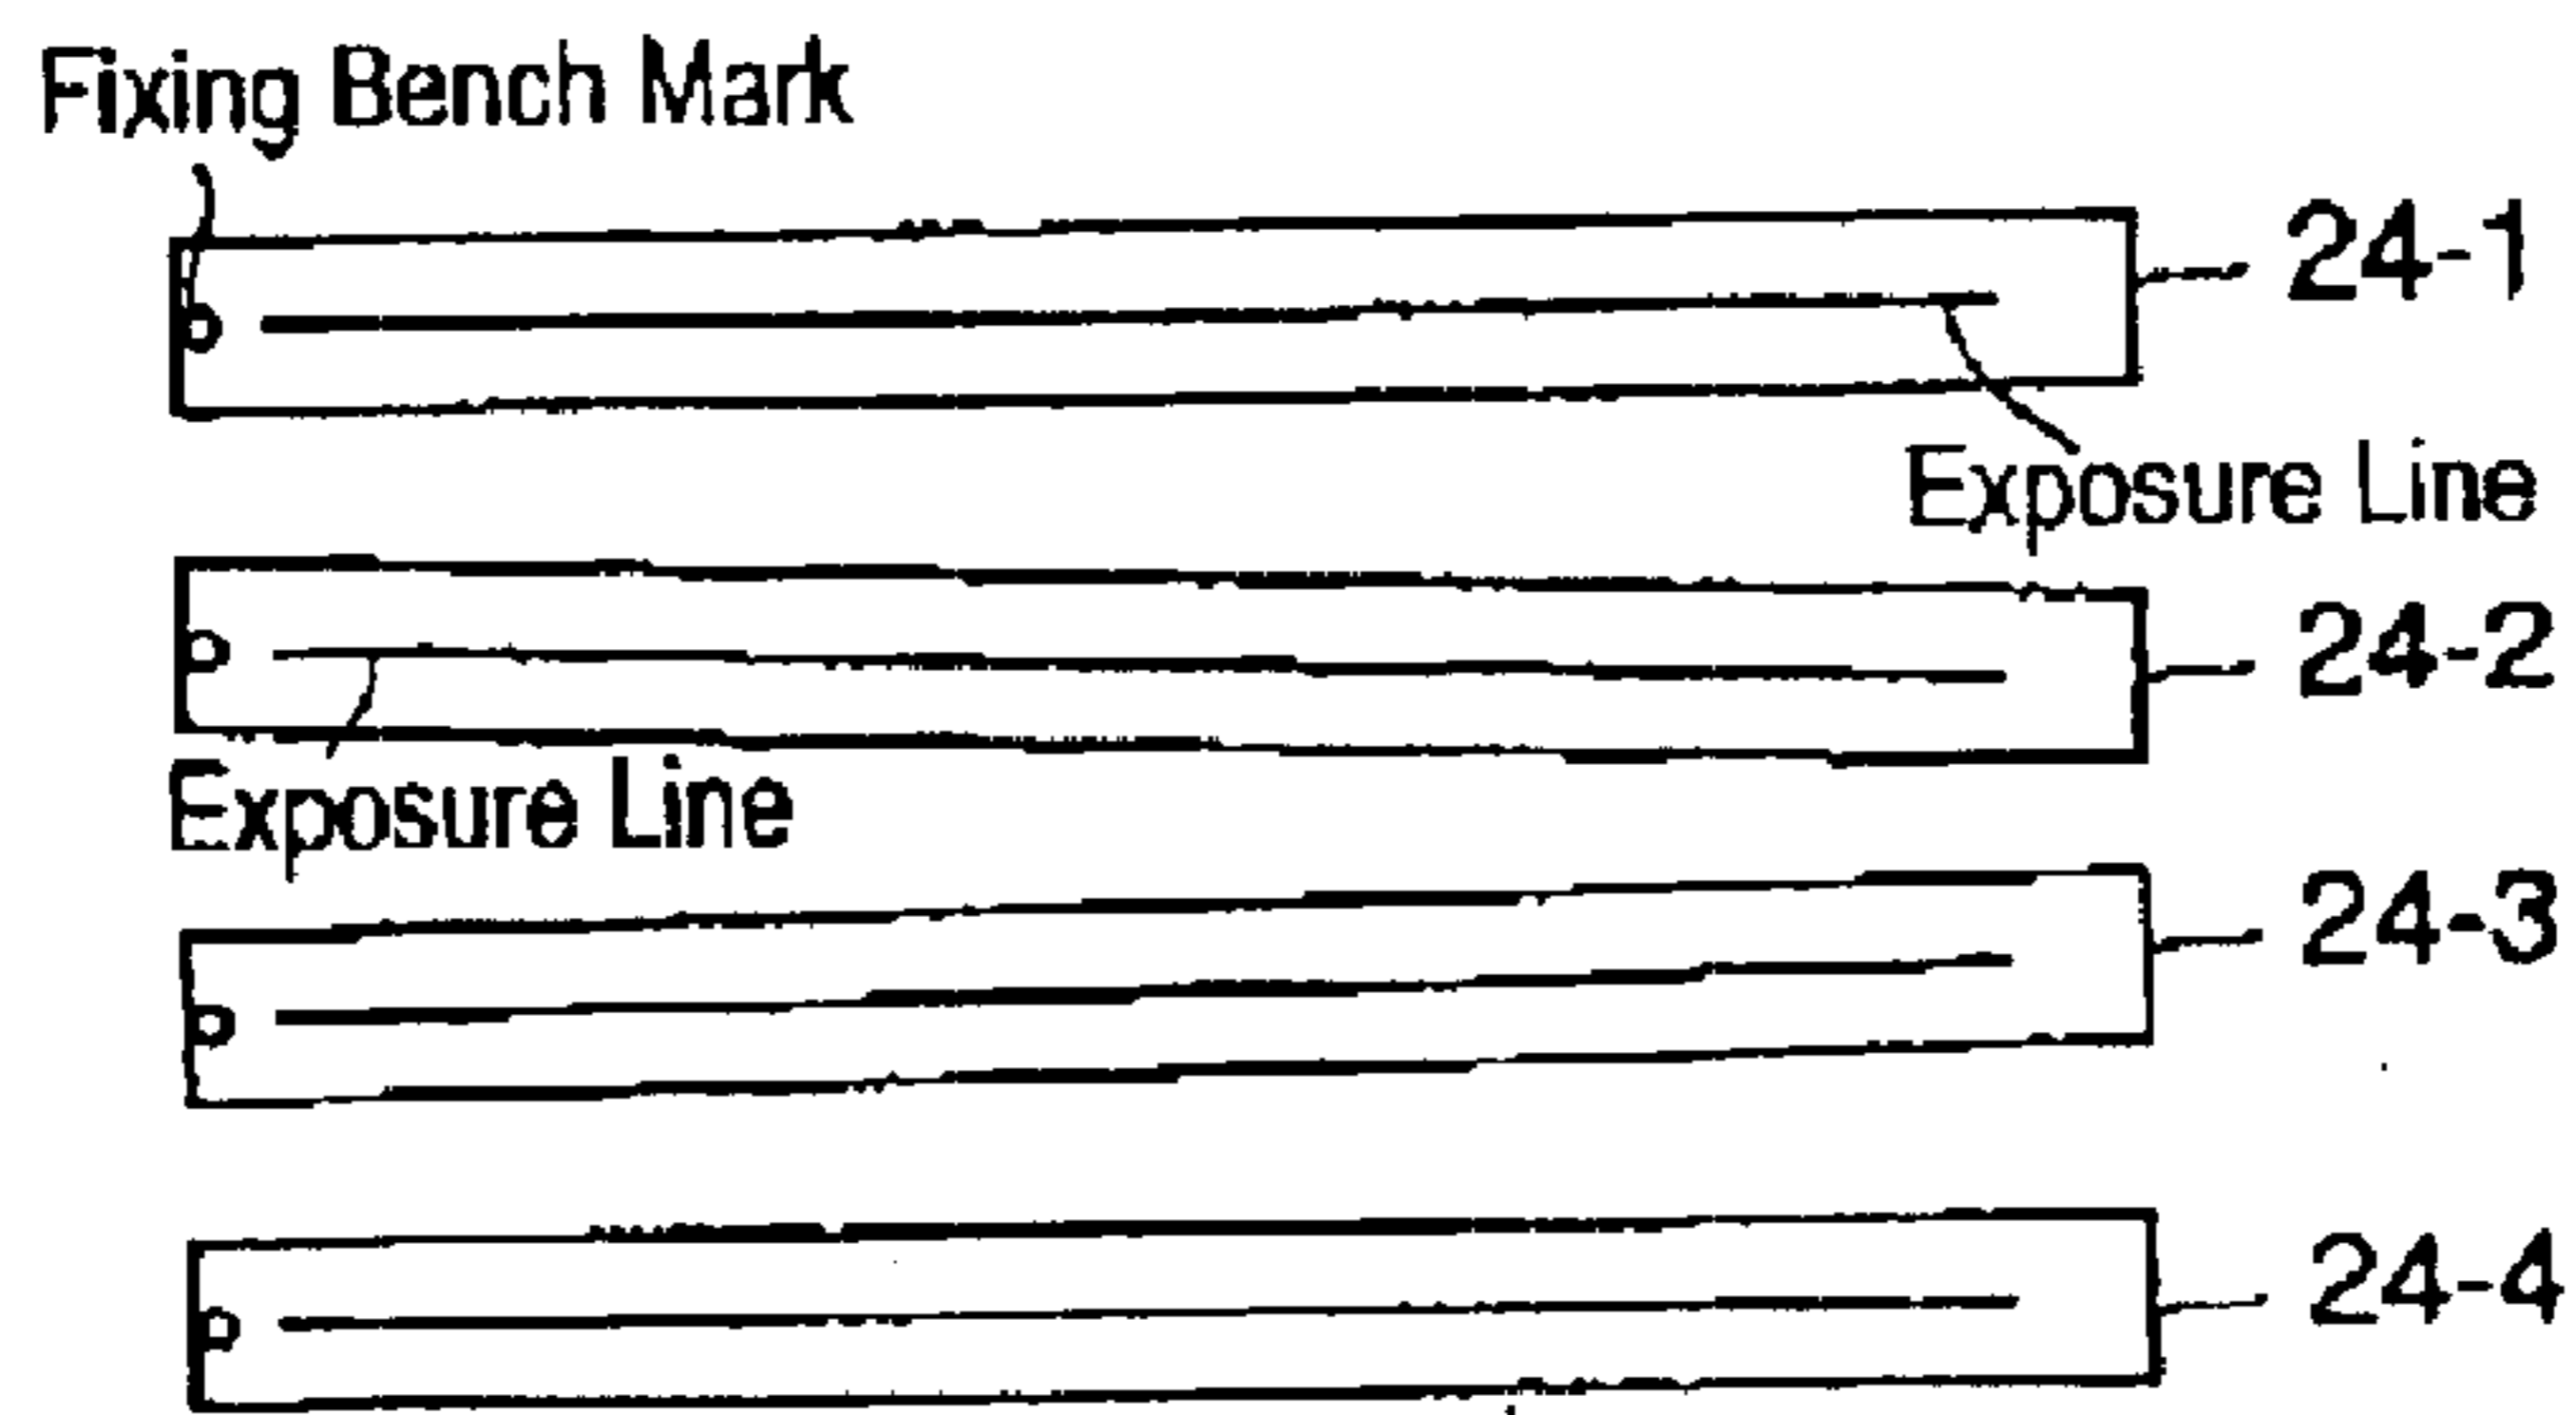 Fixing Bench Mark
24-1
Exposure Line
24-2
Exposure Line
24-3
24-4